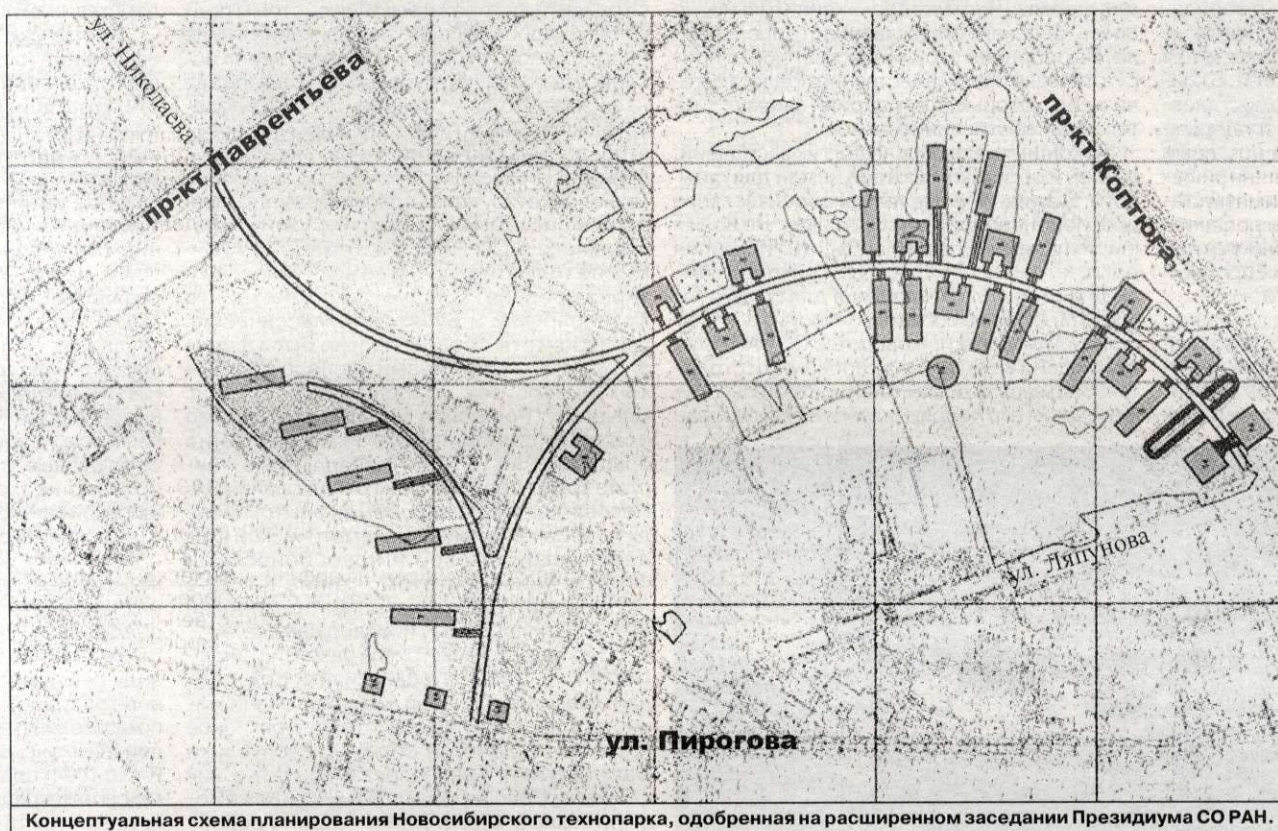 ул. Николаева
пр-кт Лаврентьева
пр-кт Коптюга
ул. Ляпунова
ул. Пирогова
Концептуальная схема планирования Новосибирского технопарка, одобренная на расширенном заседании Президиума СО РАН.